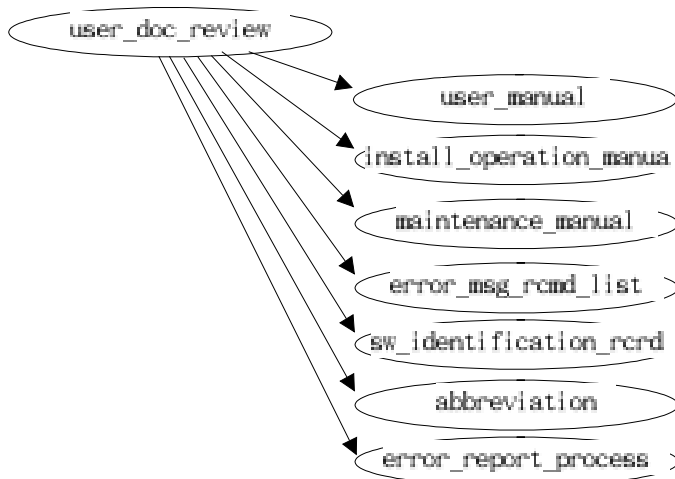 user_doc_review
user_manual
install_operation_manua
maintenance_manual
error_msg_rcmd_list
sw_identification_rcrd
abbreviation
error_report_process